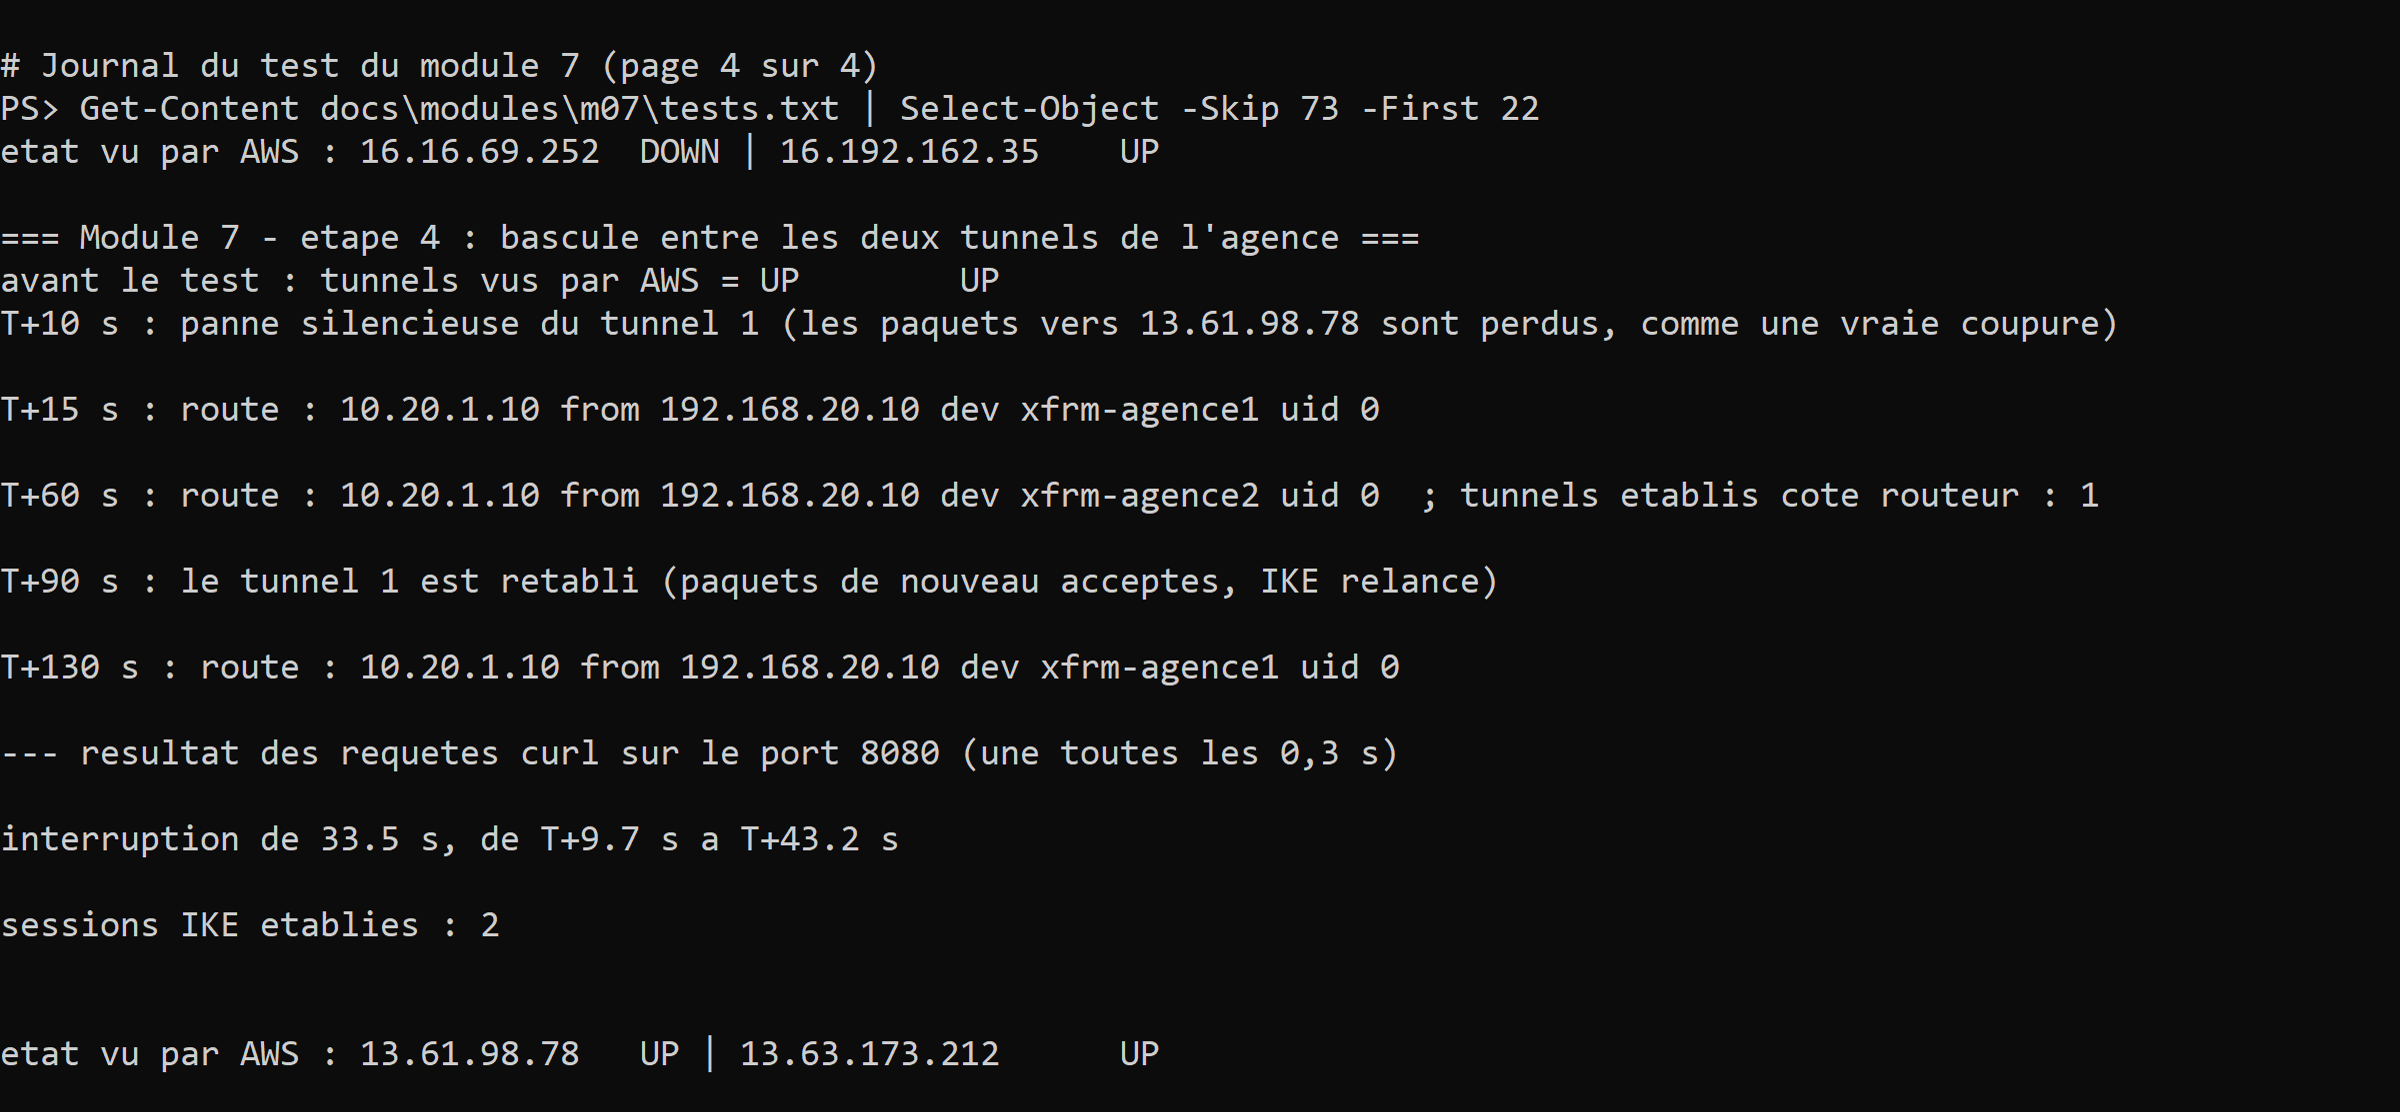 # Journal du test du module 7 (page 4 sur 4)
PS> Get-Content docs\modules\m07\tests.txt | Select-Object -Skip 73 -First 22
etat vu par AWS : 16.16.69.252  DOWN | 16.192.162.35    UP
=== Module 7 - etape 4 : bascule entre les deux tunnels de l'agence ===
avant le test : tunnels vus par AWS = UP        UP
T+10 s : panne silencieuse du tunnel 1 (les paquets vers 13.61.98.78 sont perdus, comme une vraie coupure)
T+15 s : route : 10.20.1.10 from 192.168.20.10 dev xfrm-agence1 uid 0
T+60 s : route : 10.20.1.10 from 192.168.20.10 dev xfrm-agence2 uid 0  ; tunnels etablis cote routeur : 1
T+90 s : le tunnel 1 est retabli (paquets de nouveau acceptes, IKE relance)
T+130 s : route : 10.20.1.10 from 192.168.20.10 dev xfrm-agence1 uid 0
--- resultat des requetes curl sur le port 8080 (une toutes les 0,3 s)
interruption de 33.5 s, de T+9.7 s a T+43.2 s
sessions IKE etablies : 2
etat vu par AWS : 13.61.98.78   UP | 13.63.173.212      UP